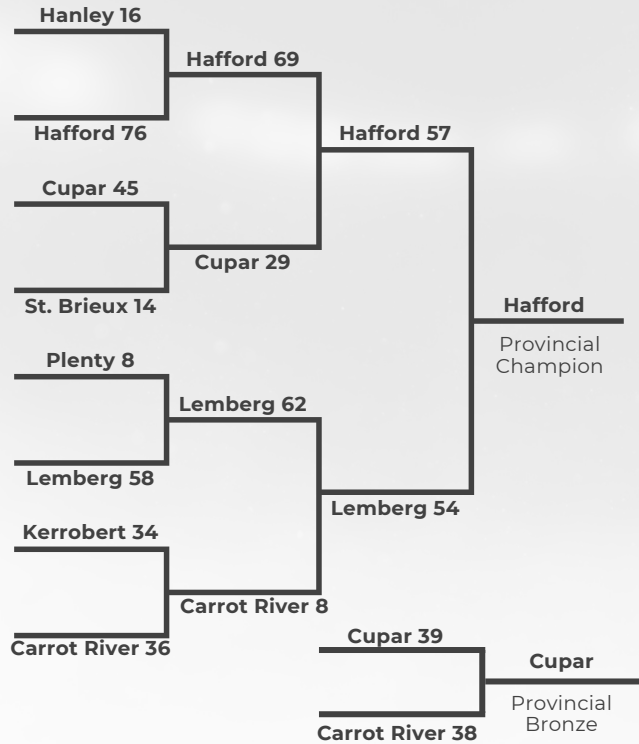 Hanley 16
Hafford 69
Hafford 76
Hafford 57
Cupar 45
Cupar 29
St. Brieux 14
Hafford
Provincial
Champion
Plenty 8
Lemberg 62
Lemberg 58
Lemberg 54
Kerrobert 34
Carrot River 8
Carrot River 36
Cupar 39
Cupar
Provincial
Bronze
Carrot River 38